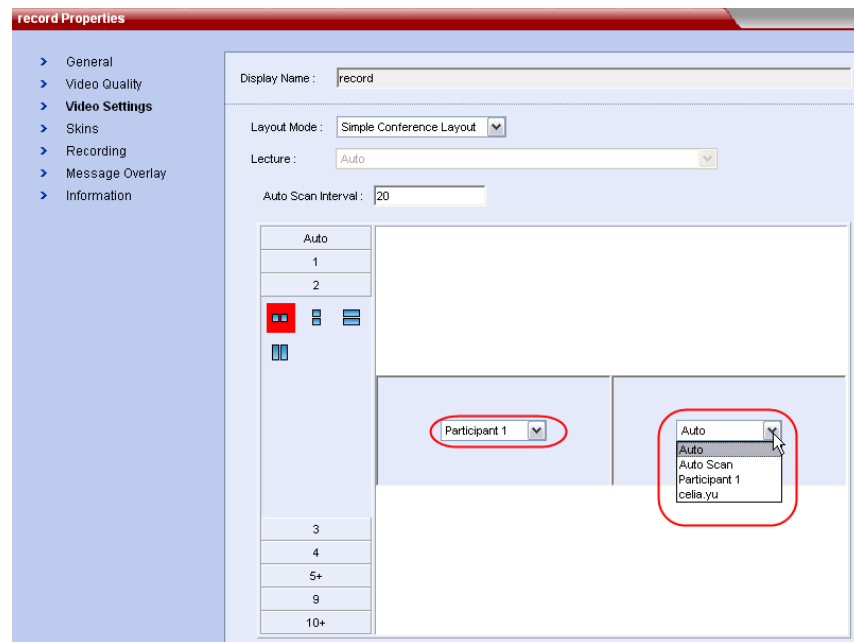 record Properties
General
Video Quality
Video Settings
Skins
Recording
Message Overlay
Information
Display Name : record
Layout Mode : Simple Conference Layout
Lecture : Auto
Auto Scan Interval : 20
Auto
1
2
Participant 1
Auto
Auto
Auto Scan
Participant 1
celia.yu
3
4
5+
9
10+